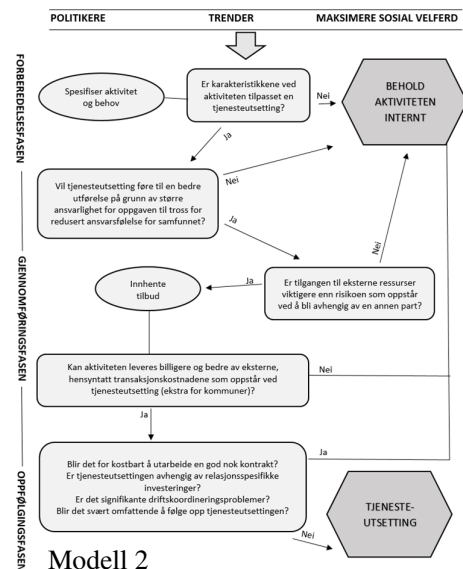 POLITIKERE TRENDER MAKSIMERE SOSIAL VELFERD
FORBEREDELSESFASEN
Spesifiser aktivitet
og behov
Er karakteristikkene ved
aktiviteten tilpasset en
tjenesteutsetting?
Nei
BEHOLD
AKTIVITETEN
INTERNT
Ja
Vil tjenesteutsetting føre til en bedre
utførelse på grunn av større
ansvarlighet for oppgaven til tross for
redusert ansvarsfølelse for samfunnet?
Nei
Ja
GJENNOMFØRINGSFASEN
Er tilgangen til eksterne ressurser
viktigere enn risikoen som oppstår
ved å bli avhengig av en annen part?
Nei
Ja
Innhente
tilbud
Kan aktiviteten leveres billigere og bedre av eksterne,
hensyntatt transaksjonskostnadene som oppstår ved
tjenesteutsetting (ekstra for kommuner)?
Nei
Ja
OPPFØLGINGSFASEN
Blir det for kostbart å utarbeide en god nok kontrakt?
Er tjenesteutsettingen avhengig av relasjonsspesifikke
investeringer?
Er det signifikante driftskoordineringsproblemer?
Blir det svært omfattende å følge opp tjenesteutsettingen?
Ja
Nei
TJENESTE-
UTSETTING
Modell 2